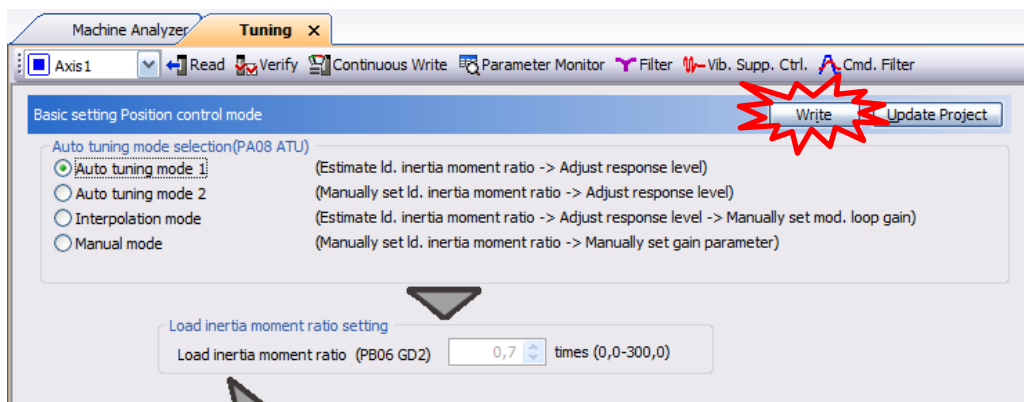 Machine Analyzer Tuning ×
Axis1 Read Verify Continuous Write Parameter Monitor Filter Vib. Supp. Ctrl. Cmd. Filter
Basic setting Position control mode Write Update Project
Auto tuning mode selection(PA08 ATU)
Auto tuning mode 1 (Estimate ld. inertia moment ratio -> Adjust response level)
Auto tuning mode 2 (Manually set ld. inertia moment ratio -> Adjust response level)
Interpolation mode (Estimate ld. inertia moment ratio -> Adjust response level -> Manually set mod. loop gain)
Manual mode (Manually set ld. inertia moment ratio -> Manually set gain parameter)
Load inertia moment ratio setting
Load inertia moment ratio (PB06 GD2) 0,7 times (0,0-300,0)